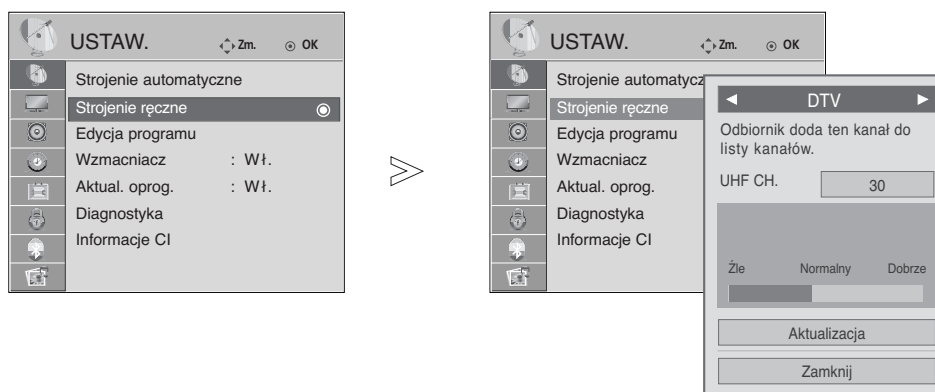 USTAW. Zm. OK
Strojenie automatyczne
Strojenie ręczne
Edycja programu
Wzmacniacz : Wł.
Aktual. oprog. : Wł.
Diagnostyka
Informacje CI
USTAW. Zm. OK
Strojenie automatycz
Strojenie ręczne
Edycja programu
Wzmacniacz
Aktual. oprog.
Diagnostyka
Informacje CI
DTV
Odbiornik doda ten kanał do
listy kanałów.
UHF CH. 30
Źle Normalny Dobrze
Aktualizacja
Zamknij